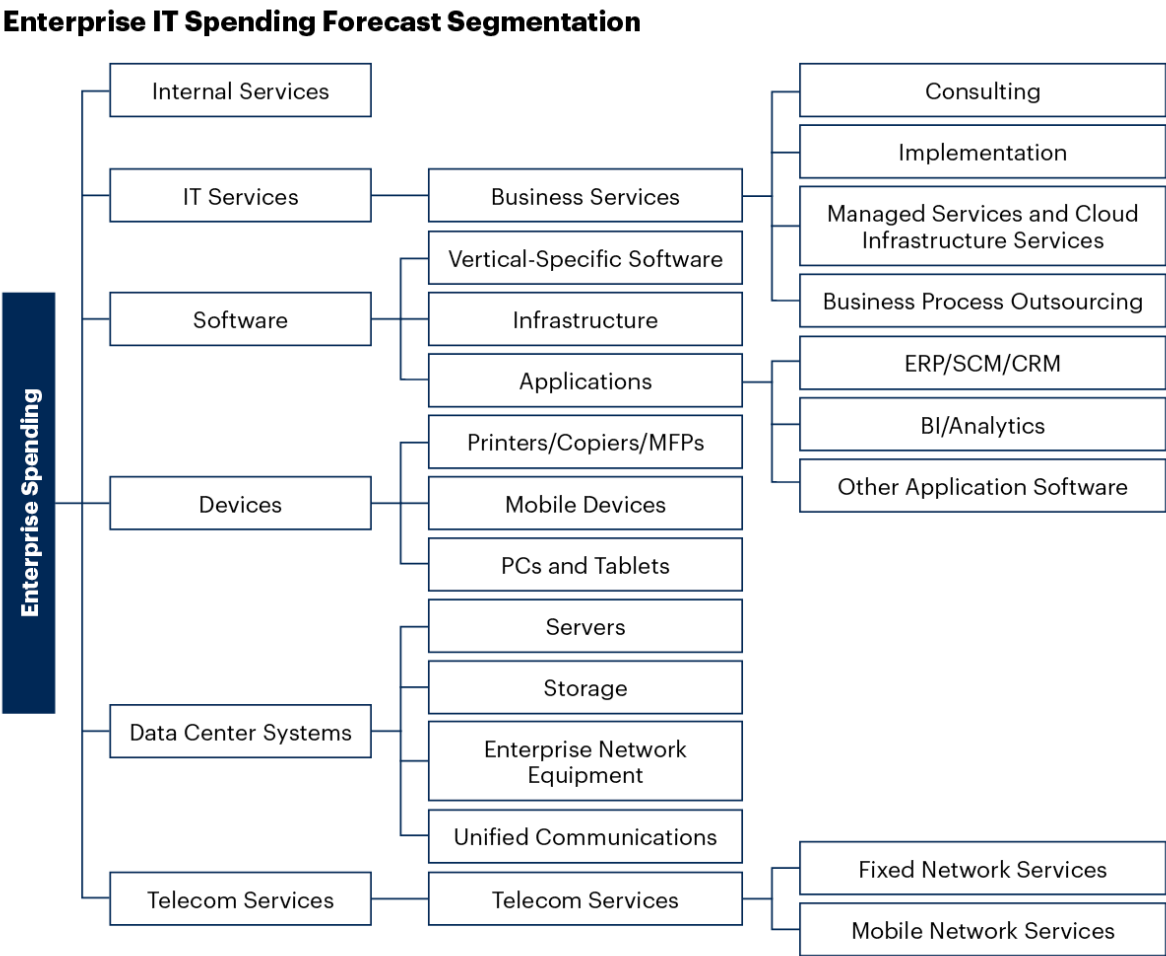 Enterprise IT Spending Forecast Segmentation
Enterprise Spending
Internal Services
IT Services
Software
Devices
Data Center Systems
Telecom Services
Business Services
Vertical-Specific Software
Infrastructure
Applications
Printers/Copiers/MFPs
Mobile Devices
PCs and Tablets
Servers
Storage
Enterprise Network
Equipment
Unified Communications
Telecom Services
Consulting
Implementation
Managed Services and Cloud
Infrastructure Services
Business Process Outsourcing
ERP/SCM/CRM
BI/Analytics
Other Application Software
Fixed Network Services
Mobile Network Services